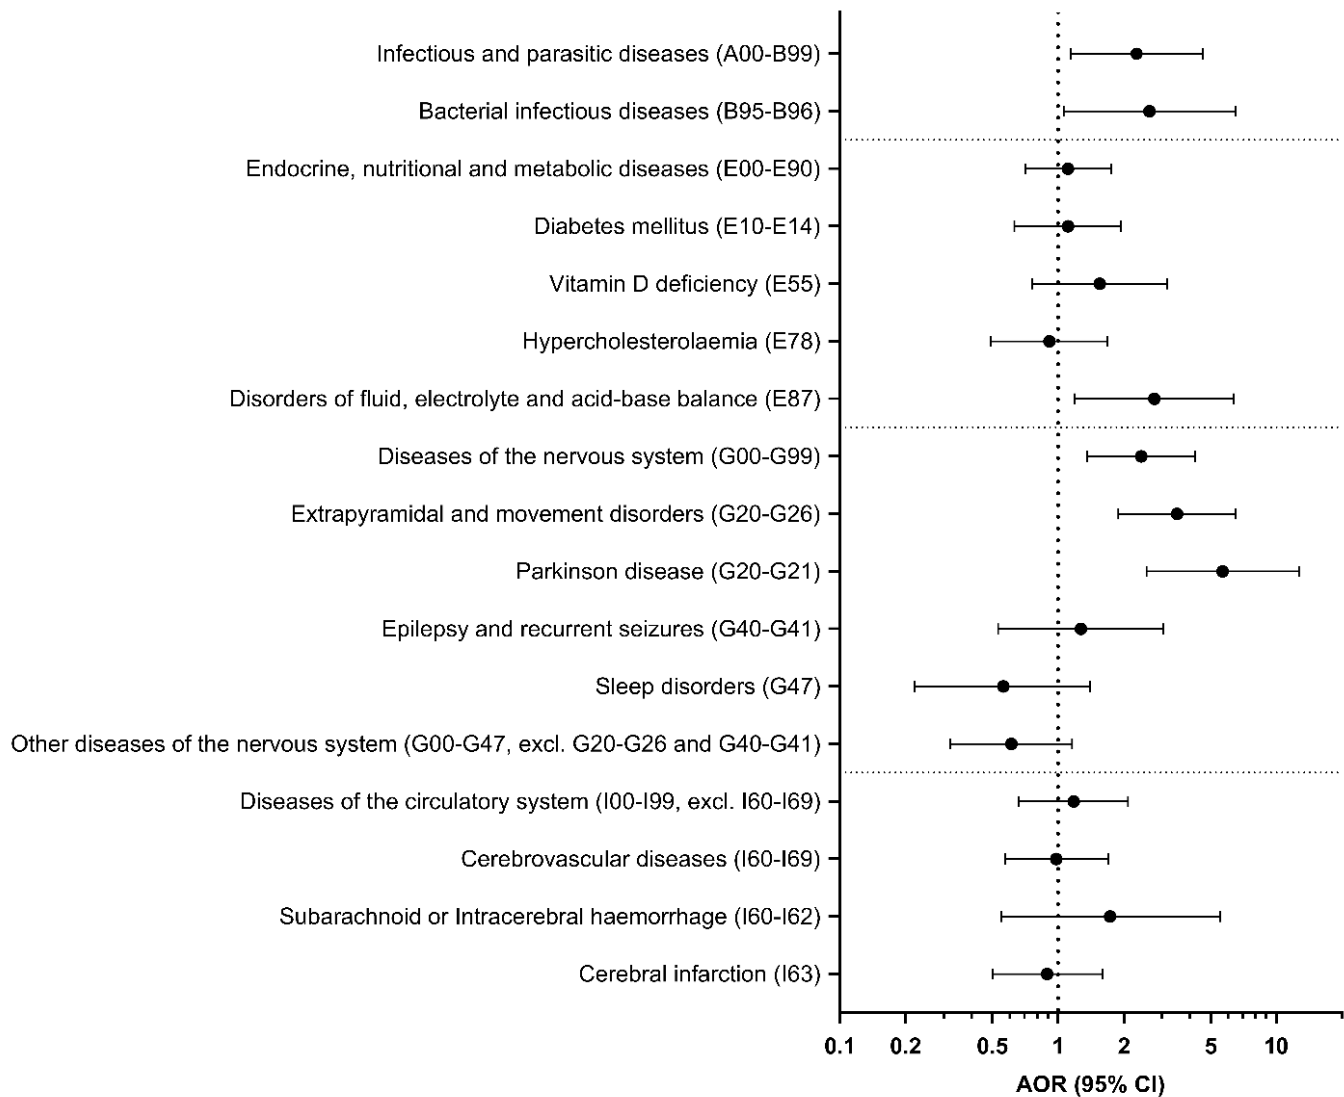 Infectious and parasitic diseases (A00-B99)
Bacterial infectious diseases (B95-B96)
Endocrine, nutritional and metabolic diseases (E00-E90)
Diabetes mellitus (E10-E14)
Vitamin D deficiency (E55)
Hypercholesterolaemia (E78)
Disorders of fluid, electrolyte and acid-base balance (E87)
Diseases of the nervous system (G00-G99)
Extrapyramidal and movement disorders (G20-G26)
Parkinson disease (G20-G21)
Epilepsy and recurrent seizures (G40-G41)
Sleep disorders (G47)
Other diseases of the nervous system (G00-G47, excl. G20-G26 and G40-G41)
Diseases of the circulatory system (I00-I99, excl. I60-I69)
Cerebrovascular diseases (I60-I69)
Subarachnoid or Intracerebral haemorrhage (I60-I62)
Cerebral infarction (I63)
0.1 0.2 0.5 1 2 5 10
AOR (95% CI)